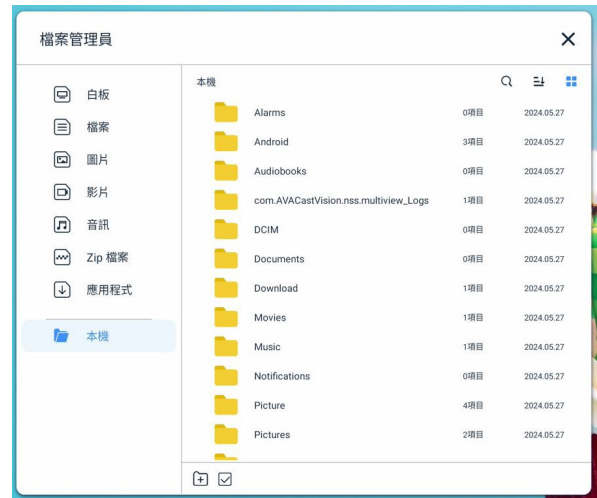 檔案管理員
白板
檔案
圖片
影片
音訊
Zip 檔案
應用程式
本機
本機
Alarms 0項目 2024.05.27
Android 3項目 2024.05.27
Audiobooks 0項目 2024.05.27
com.AVACastVision.nss.multiview_Logs 1項目 2024.05.27
DCIM 0項目 2024.05.27
Documents 0項目 2024.05.27
Download 1項目 2024.05.27
Movies 1項目 2024.05.27
Music 1項目 2024.05.27
Notifications 0項目 2024.05.27
Picture 4項目 2024.05.27
Pictures 2項目 2024.05.27